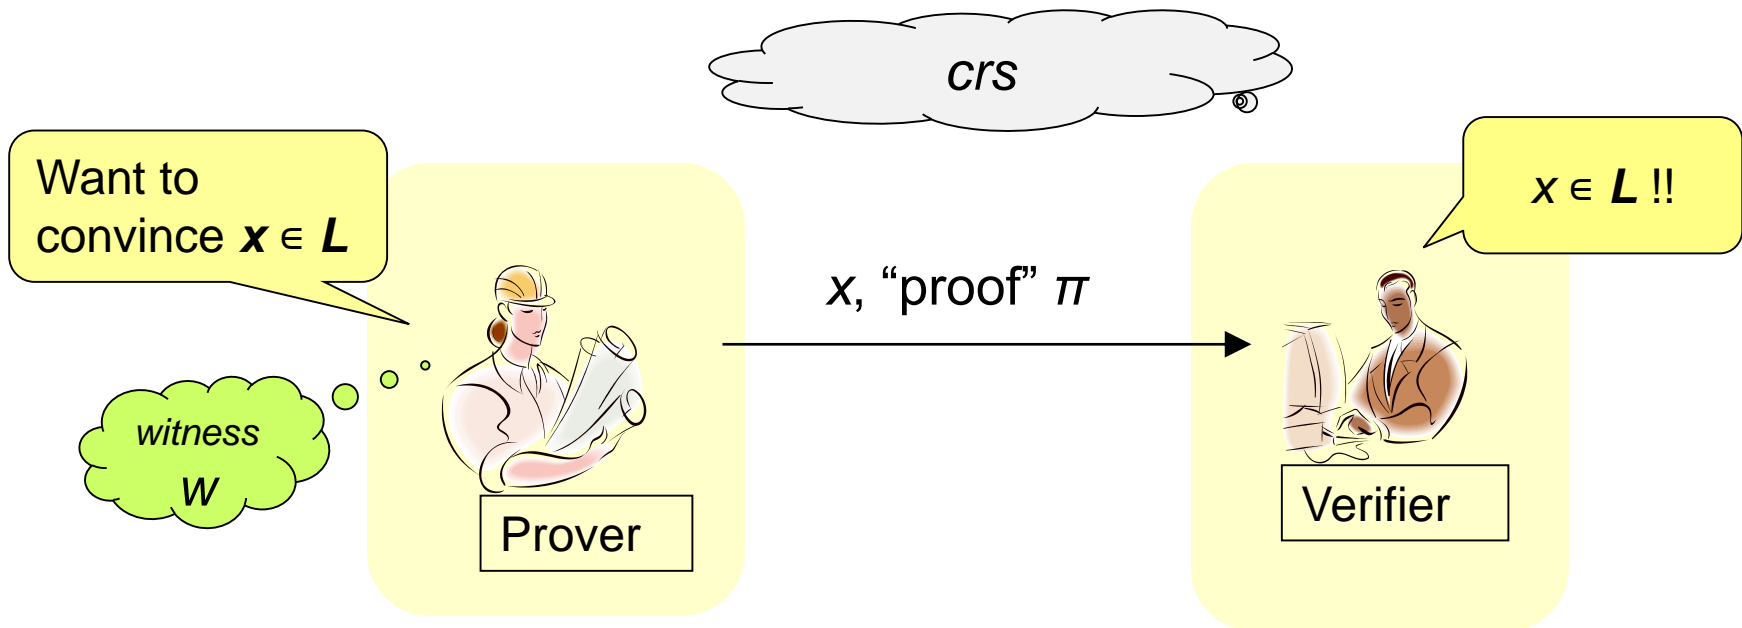 crs
Want to
convince x ∈ L
x ∈ L !!
x, “proof” π
witness
w
Prover
Verifier